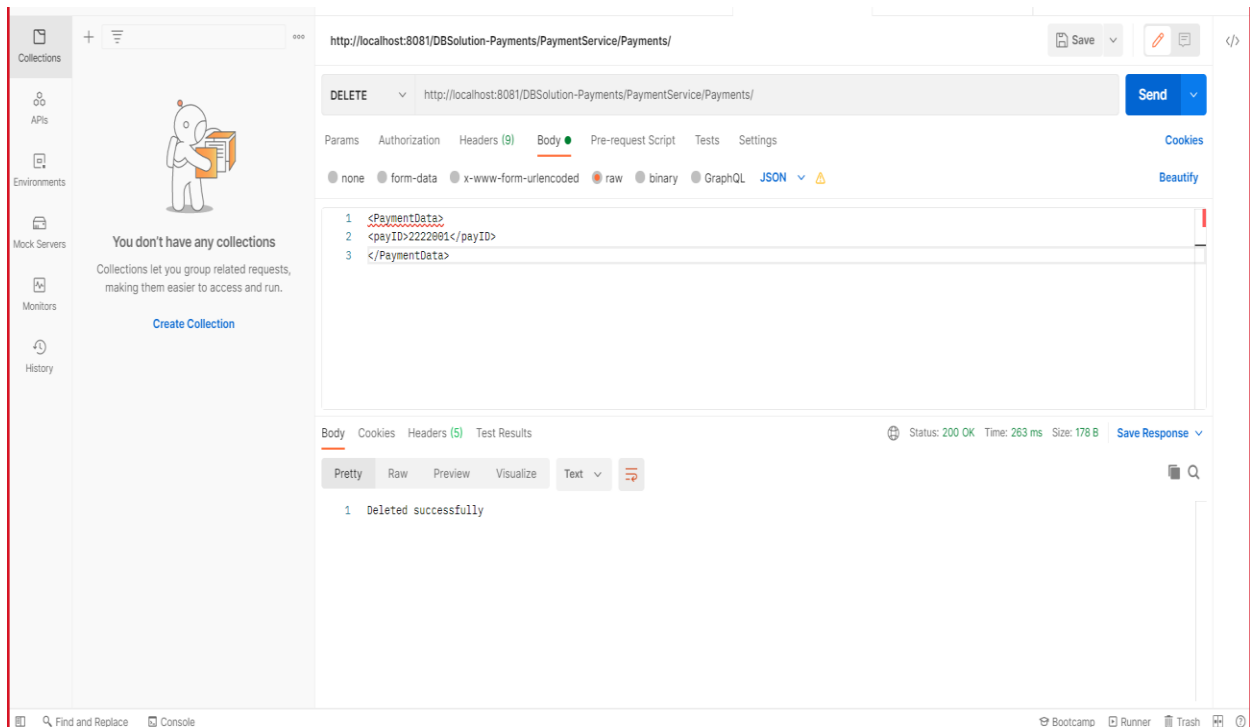 Collections
APIs
Environments
Mock Servers
Monitors
History
You don't have any collections
Collections let you group related requests,
making them easier to access and run.
Create Collection
http://localhost:8081/DBSolution-Payments/PaymentService/Payments/
Save
</>
DELETE http://localhost:8081/DBSolution-Payments/PaymentService/Payments/ Send
Params Authorization Headers (9) Body Pre-request Script Tests Settings Cookies
none form-data x-www-form-urlencoded raw binary GraphQL JSON Beautify
1 <PaymentData>
2 <payID>2222001</payID>
3 </PaymentData>
Body Cookies Headers (5) Test Results Status: 200 OK Time: 263 ms Size: 178 B Save Response
Pretty Raw Preview Visualize Text
1 Deleted successfully
Find and Replace Console Bootcamp Runner Trash